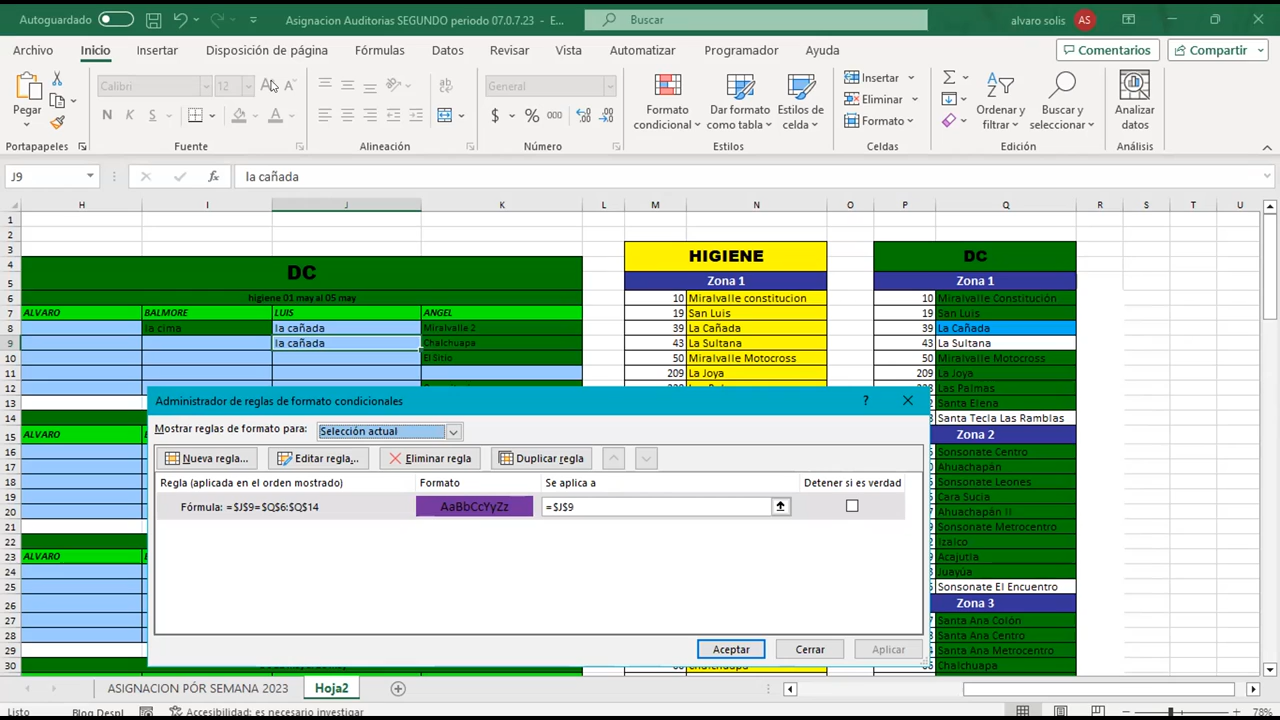 Autoguardado
Asignacion Auditorias SEGUNDO periodo 07.0.7.23 - E...
Buscar
alvaro solis
AS
Archivo
Inicio
Insertar
Disposición de página
Fórmulas
Datos
Revisar
Vista
Automatizar
Programador
Ayuda
Comentarios
Compartir
Pegar
Calibri
12
General
Formato condicional
Dar formato como tabla
Estilos de celda
Insertar
Eliminar
Formato
Ordenar y filtrar
Buscar y seleccionar
Analizar datos
Portapapeles
Fuente
Alineación
Número
Estilos
Celdas
Edición
Análisis
J9
fx
la cañada
H I J K L M N O P Q R S T U
1
2
3
HIGIENE DC
4 DC
5 Zona 1 Zona 1
6 higiene 01 may al 05 may 10 Miralvalle constitucion 10 Miralvalle Constitución
7 ALVARO BALMORE LUIS ANGEL 19 San Luis 19 San Luis
8 la cima la cañada Miralvalle 2 39 La Cañada 39 La Cañada
9 la cañada Chalchuapa 43 La Sultana 43 La Sultana
10 El Sitio 50 Miralvalle Motocross 50 Miralvalle Motocross
11 209 La Joya 209 La Joya
12 Las Palmas
13 Santa Elena
14 Santa Tecla Las Ramblas
15 ALVARO Zona 2
16 Sonsonate Centro
17 Ahuachapán
18 Sonsonate Leones
19 Cara Sucia
20 Ahuachapán II
21 Sonsonate Metrocentro
22 Izalco
23 ALVARO Acajutla
24 Juayua
25 Sonsonate El Encuentro
26 Zona 3
27 Santa Ana Colón
28 Santa Ana Centro
29 Santa Ana Metrocentro
30 Chalchuapa
Administrador de reglas de formato condicionales
?
Mostrar reglas de formato para:
Selección actual
Nueva regla...
Editar regla...
Eliminar regla
Duplicar regla
Regla (aplicada en el orden mostrado)
Formato
Se aplica a
Detener si es verdad
Fórmula: =$J$9=$Q$6:$Q$14
AaBbCcYyZz
=$J$9
Aceptar
Cerrar
Aplicar
ASIGNACION PÓR SEMANA 2023
Hoja2
Listo
Bloq Despl
Accesibilidad: es necesario investigar
78%